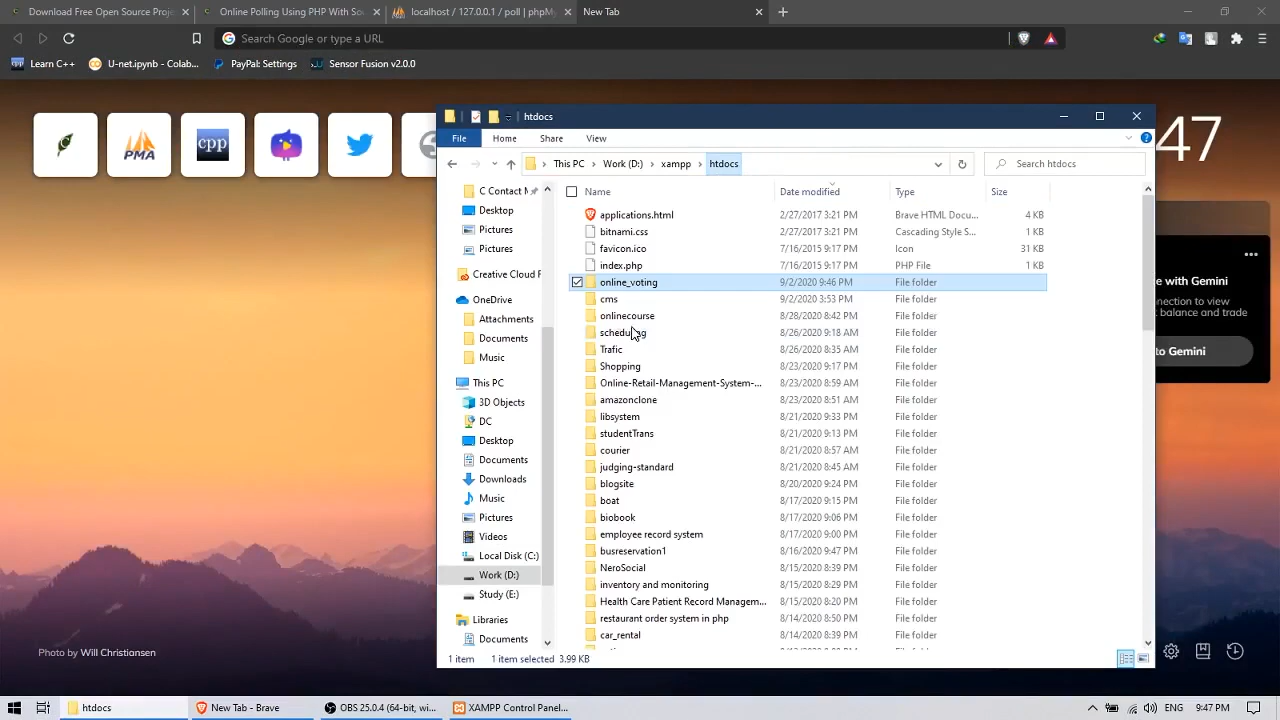 Download Free Open Source Proje
Online Polling Using PHP With So
localhost / 127.0.0.1 / poll | phpMy
New Tab
Search Google or type a URL
Learn C++
U-net.ipynb - Colab...
PayPak Settings
Sensor Fusion v2.0.0
PMA
cpp
47
htdocs
File
Home
Share
View
This PC
Work (D:)
xampp
htdocs
Search htdocs
Name
Date modified
Type
Size
C Contact M
Desktop
Pictures
Pictures
Creative Cloud F
OneDrive
Attachments
Documents
Music
This PC
3D Objects
DC
Desktop
Documents
Downloads
Music
Pictures
Videos
Local Disk (C:)
Work (D:)
Study (E:)
Libraries
Documents
applications.html 2/27/2017 3:21 PM Brave HTML Docu... 4 KB
bitnami.css 2/27/2017 3:21 PM Cascading Style S... 1 KB
favicon.ico 7/16/2015 9:17 PM Icon 31 KB
index.php 7/16/2015 9:17 PM PHP File 1 KB
online_voting 9/2/2020 9:46 PM File folder
cms 9/2/2020 3:53 PM File folder
onlinecourse 8/28/2020 8:42 PM File folder
scheduling 8/26/2020 9:18 AM File folder
Trafic 8/26/2020 8:35 AM File folder
Shopping 8/23/2020 9:17 PM File folder
Online-Retail-Management-System-... 8/23/2020 8:59 AM File folder
amazonclone 8/23/2020 8:51 AM File folder
libsystem 8/21/2020 9:33 PM File folder
studentTrans 8/21/2020 9:13 PM File folder
courier 8/21/2020 8:57 AM File folder
judging-standard 8/21/2020 8:45 AM File folder
blogsite 8/20/2020 9:24 PM File folder
boat 8/17/2020 9:15 PM File folder
biobook 8/17/2020 9:06 PM File folder
employee record system 8/17/2020 9:00 PM File folder
busreservation1 8/16/2020 9:47 PM File folder
NeroSocial 8/15/2020 8:39 PM File folder
inventory and monitoring 8/15/2020 8:29 PM File folder
Health Care Patient Record Managem... 8/15/2020 8:20 PM File folder
restaurant order system in php 8/14/2020 8:50 PM File folder
car_rental 8/14/2020 8:39 PM File folder
1 item
1 item selected 3.99 KB
e with Gemini
nnection to view
t balance and trade
to Gemini
Photo by Will Christiansen
htdocs
New Tab - Brave
OBS 25.0.4 (64-bit, wi...
XAMPP Control Pane...
ENG
9:47 PM